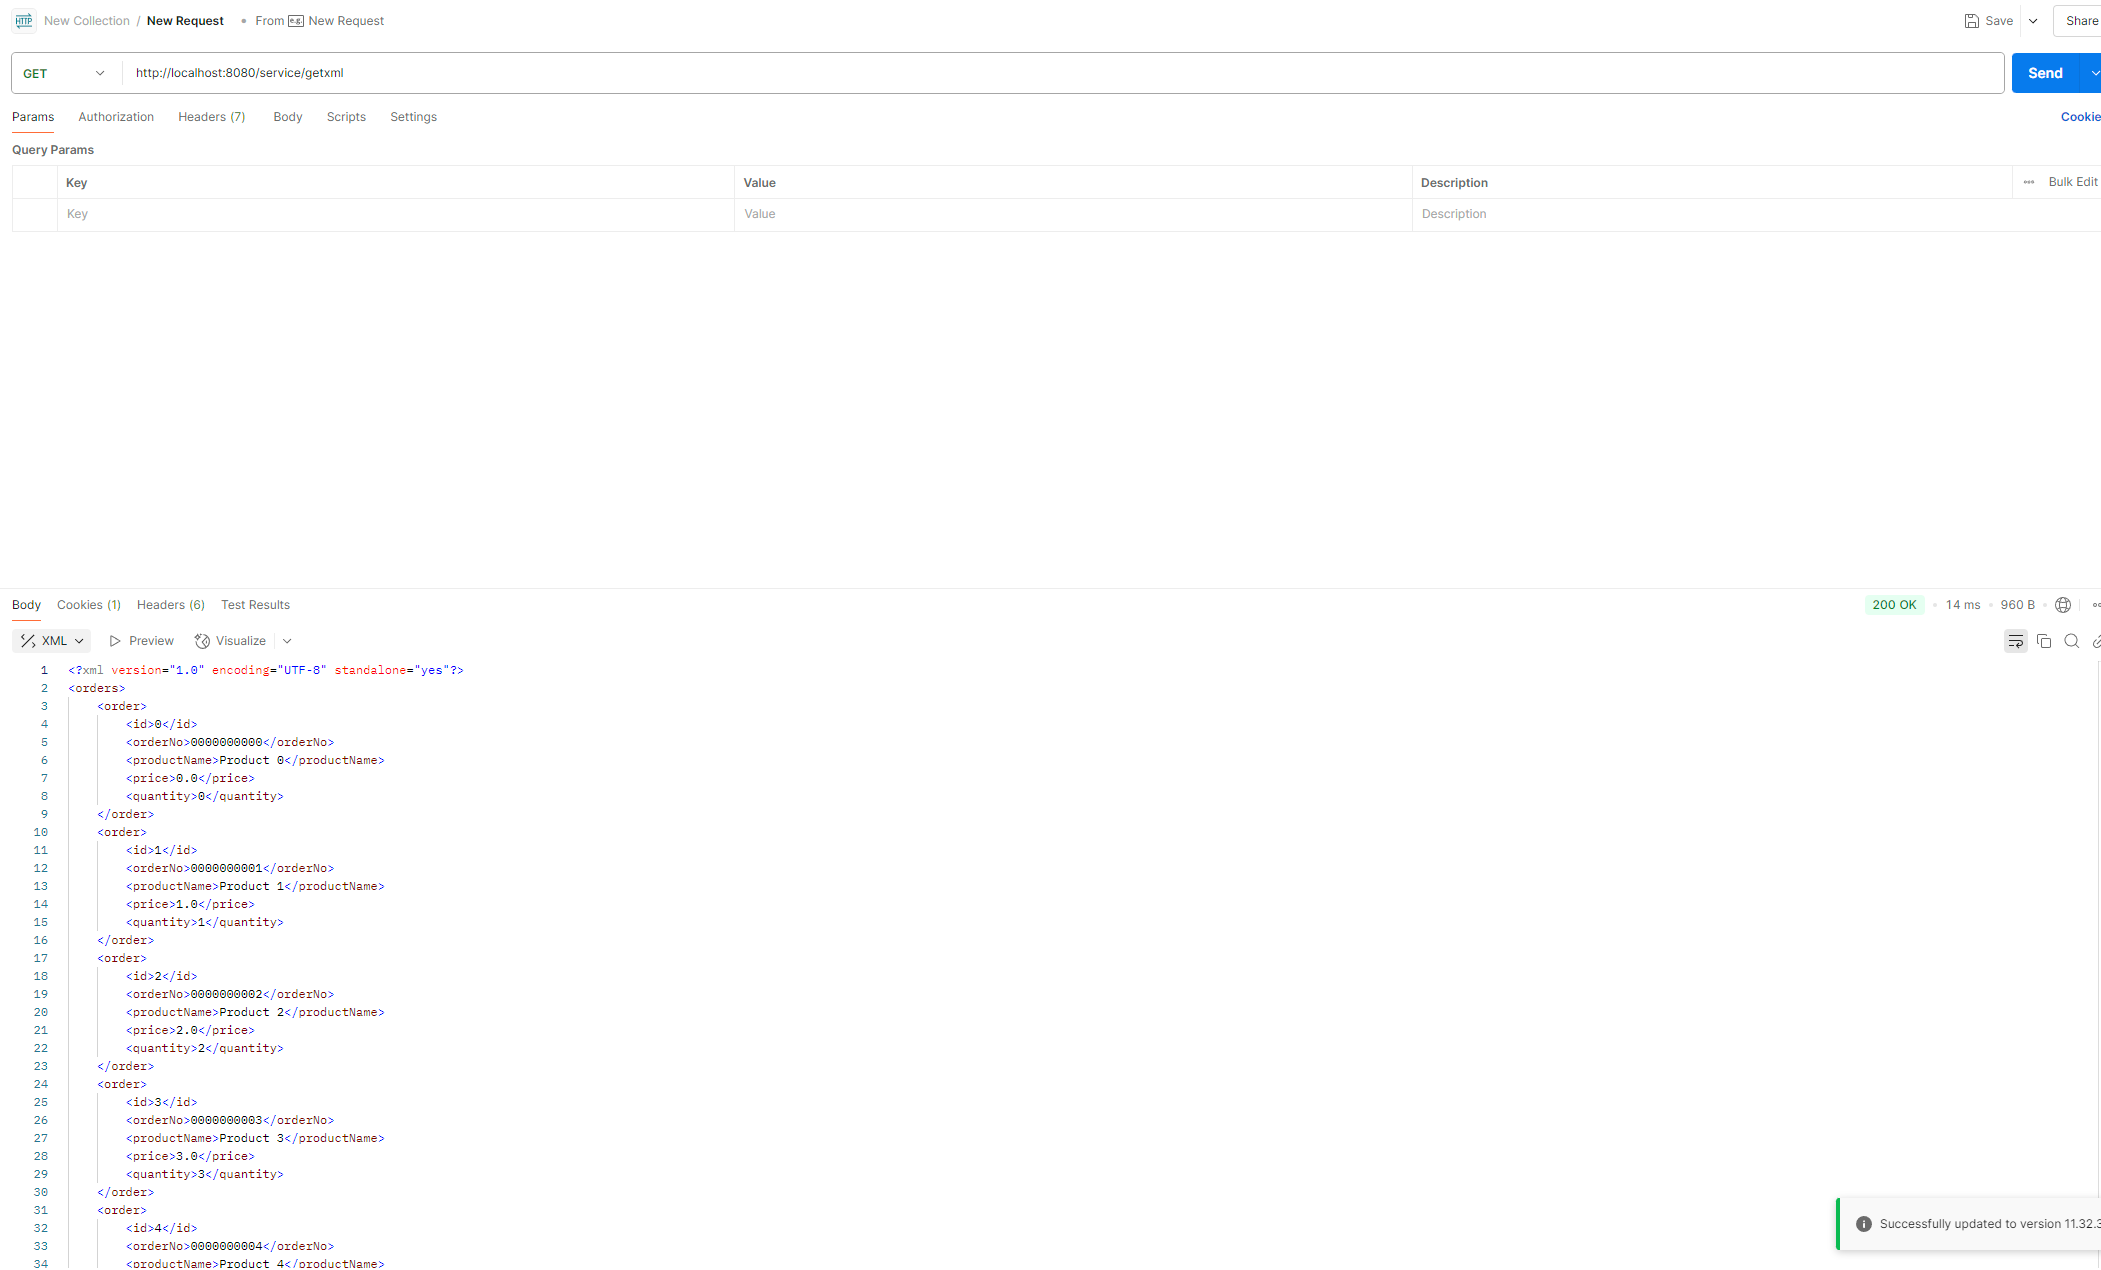 HTTP New Collection / New Request • From e.g. New Request Save Share
GET http://localhost:8080/service/getxml Send
Params Authorization Headers (7) Body Scripts Settings Cookie
Query Params
Key Value Description ••• Bulk Edit
Key Value Description
Body Cookies (1) Headers (6) Test Results 200 OK • 14 ms • 960 B
XML Preview Visualize
1 <?xml version="1.0" encoding="UTF-8" standalone="yes"?>
2 <orders>
3 <order>
4 <id>0</id>
5 <orderNo>0000000000</orderNo>
6 <productName>Product 0</productName>
7 <price>0.0</price>
8 <quantity>0</quantity>
9 </order>
10 <order>
11 <id>1</id>
12 <orderNo>0000000001</orderNo>
13 <productName>Product 1</productName>
14 <price>1.0</price>
15 <quantity>1</quantity>
16 </order>
17 <order>
18 <id>2</id>
19 <orderNo>0000000002</orderNo>
20 <productName>Product 2</productName>
21 <price>2.0</price>
22 <quantity>2</quantity>
23 </order>
24 <order>
25 <id>3</id>
26 <orderNo>0000000003</orderNo>
27 <productName>Product 3</productName>
28 <price>3.0</price>
29 <quantity>3</quantity>
30 </order>
31 <order>
32 <id>4</id>
Successfully updated to version 11.32.3
33 <orderNo>0000000004</orderNo>
34 <productName>Product 4</productName>